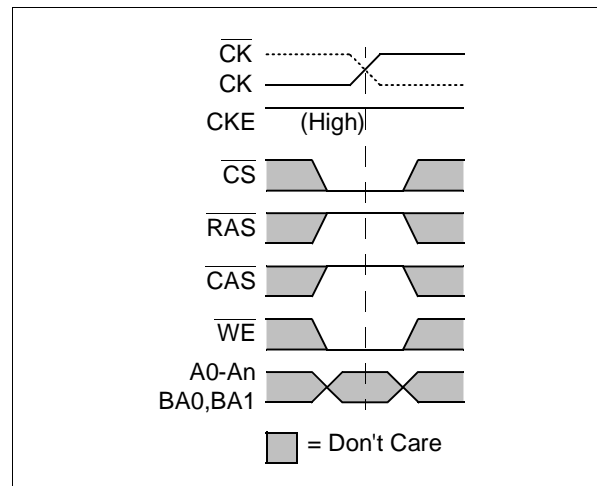 CK
CK
CKE (High)
CS
RAS
CAS
WE
A0-An
BA0,BA1
= Don't Care